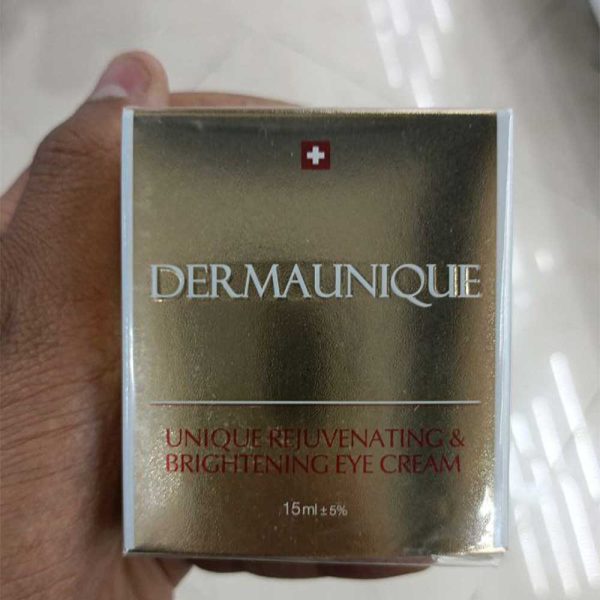 DERMAUNIQUE
UNIQUE REJUVENATING &
BRIGHTENING EYE CREAM
15ml ± 5%